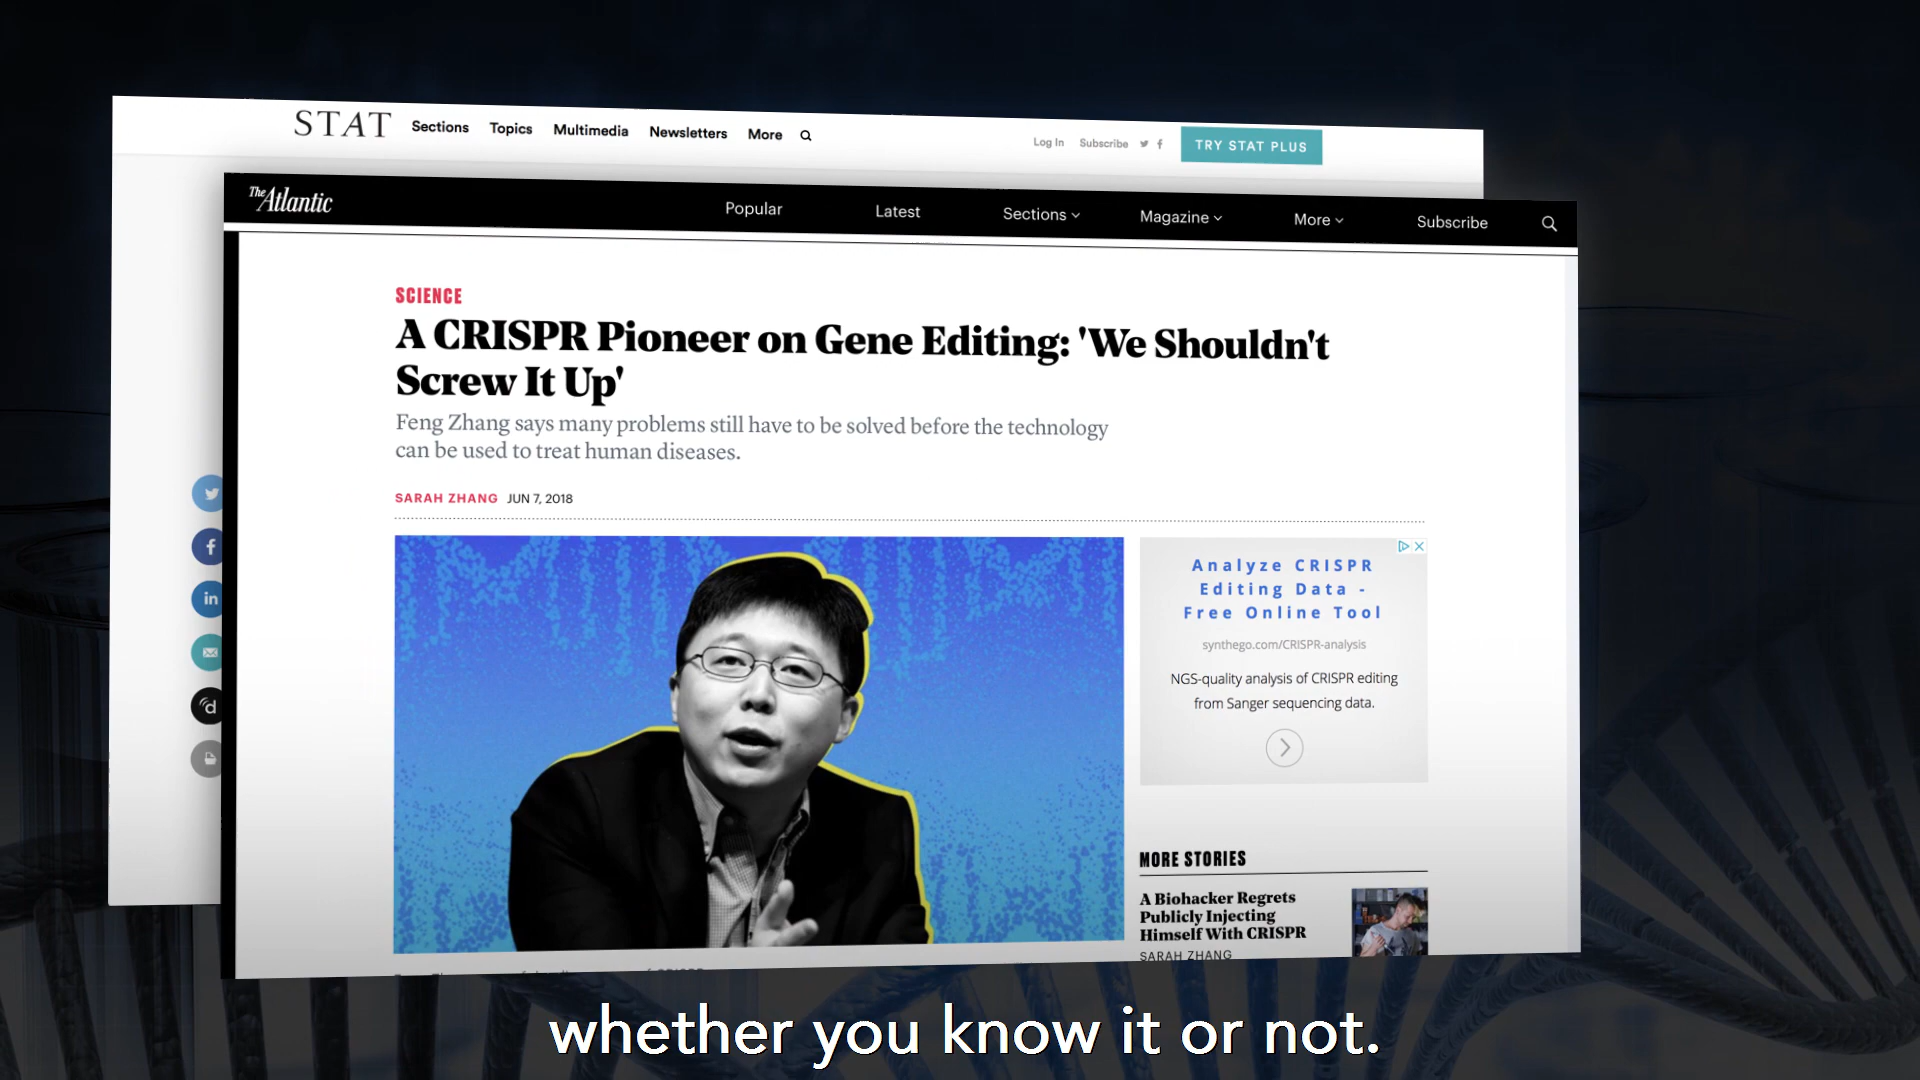 STAT Sections Topics Multimedia Newsletters More
Log In Subscribe TRY STAT PLUS
The Atlantic
Popular Latest Sections Magazine More Subscribe
SCIENCE
A CRISPR Pioneer on Gene Editing: 'We Shouldn't
Screw It Up'
Feng Zhang says many problems still have to be solved before the technology
can be used to treat human diseases.
SARAH ZHANG JUN 7, 2018
Analyze CRISPR
Editing Data -
Free Online Tool
synthego.com/CRISPR-analysis
NGS-quality analysis of CRISPR editing
from Sanger sequencing data.
MORE STORIES
A Biohacker Regrets
Publicly Injecting
Himself With CRISPR
SARAH ZHANG
whether you know it or not.